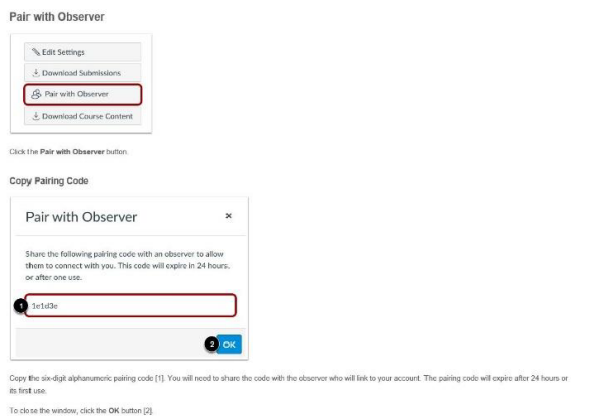 Pair with Observer
Edit Settings
Download Submissions
Pair with Observer
Download Course Content
Click the Pair with Observer button.
Copy Pairing Code
Pair with Observer ×
Share the following pairing code with an observer to allow
them to connect with you. This code will expire in 24 hours,
or after one use.
1 1e1d3e
2 OK
Copy the six-digit alphanumeric pairing code [1]. You will need to share the code with the observer who will link to your account. The pairing code will expire after 24 hours or
its first use.
To close the window, click the OK button [2].